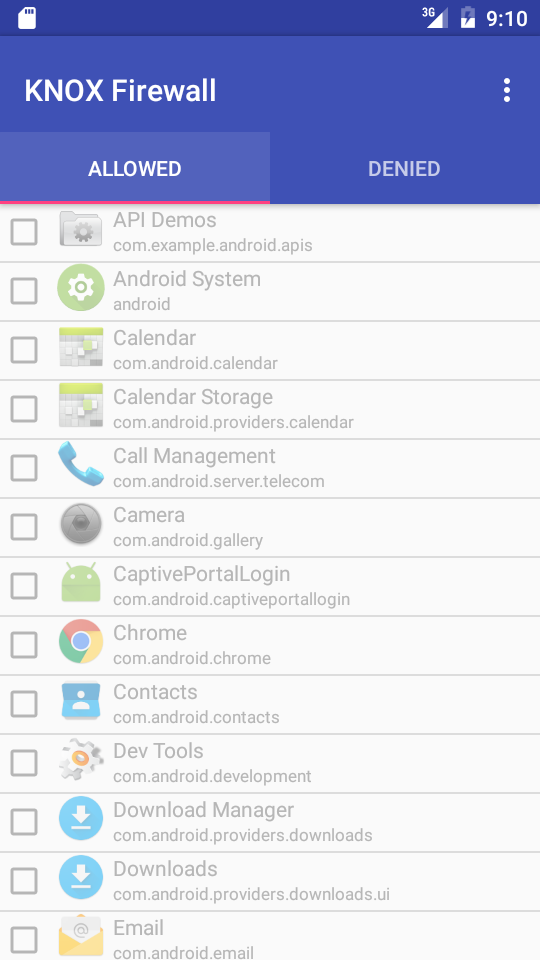 3G
9:10
KNOX Firewall
ALLOWED
DENIED
API Demos
com.example.android.apis
Android System
android
Calendar
com.android.calendar
Calendar Storage
com.android.providers.calendar
Call Management
com.android.server.telecom
Camera
com.android.gallery
CaptivePortalLogin
com.android.captiveportallogin
Chrome
com.android.chrome
Contacts
com.android.contacts
Dev Tools
com.android.development
Download Manager
com.android.providers.downloads
Downloads
com.android.providers.downloads.ui
Email
com.android.email